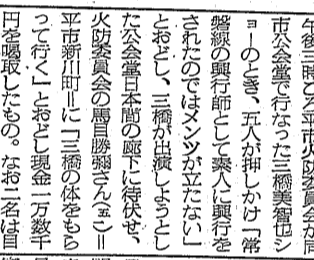 午後三時ごろ平市火防委員会が同
市公会堂で行なった三橋美智也シ
ョーのとき、五人が押しかけ「常
磐線の興行師として素人に興行を
されたのではメンツが立たない」
とおどし、三橋が出演しようとし
た公会堂日本間の廊下に待伏せ、
火防委員会の馬目勝彌さん
平市新川町＝に「三橋の体をもら
って行く」とおどし現金一万数千
円を喝取したもの。なお二名は目